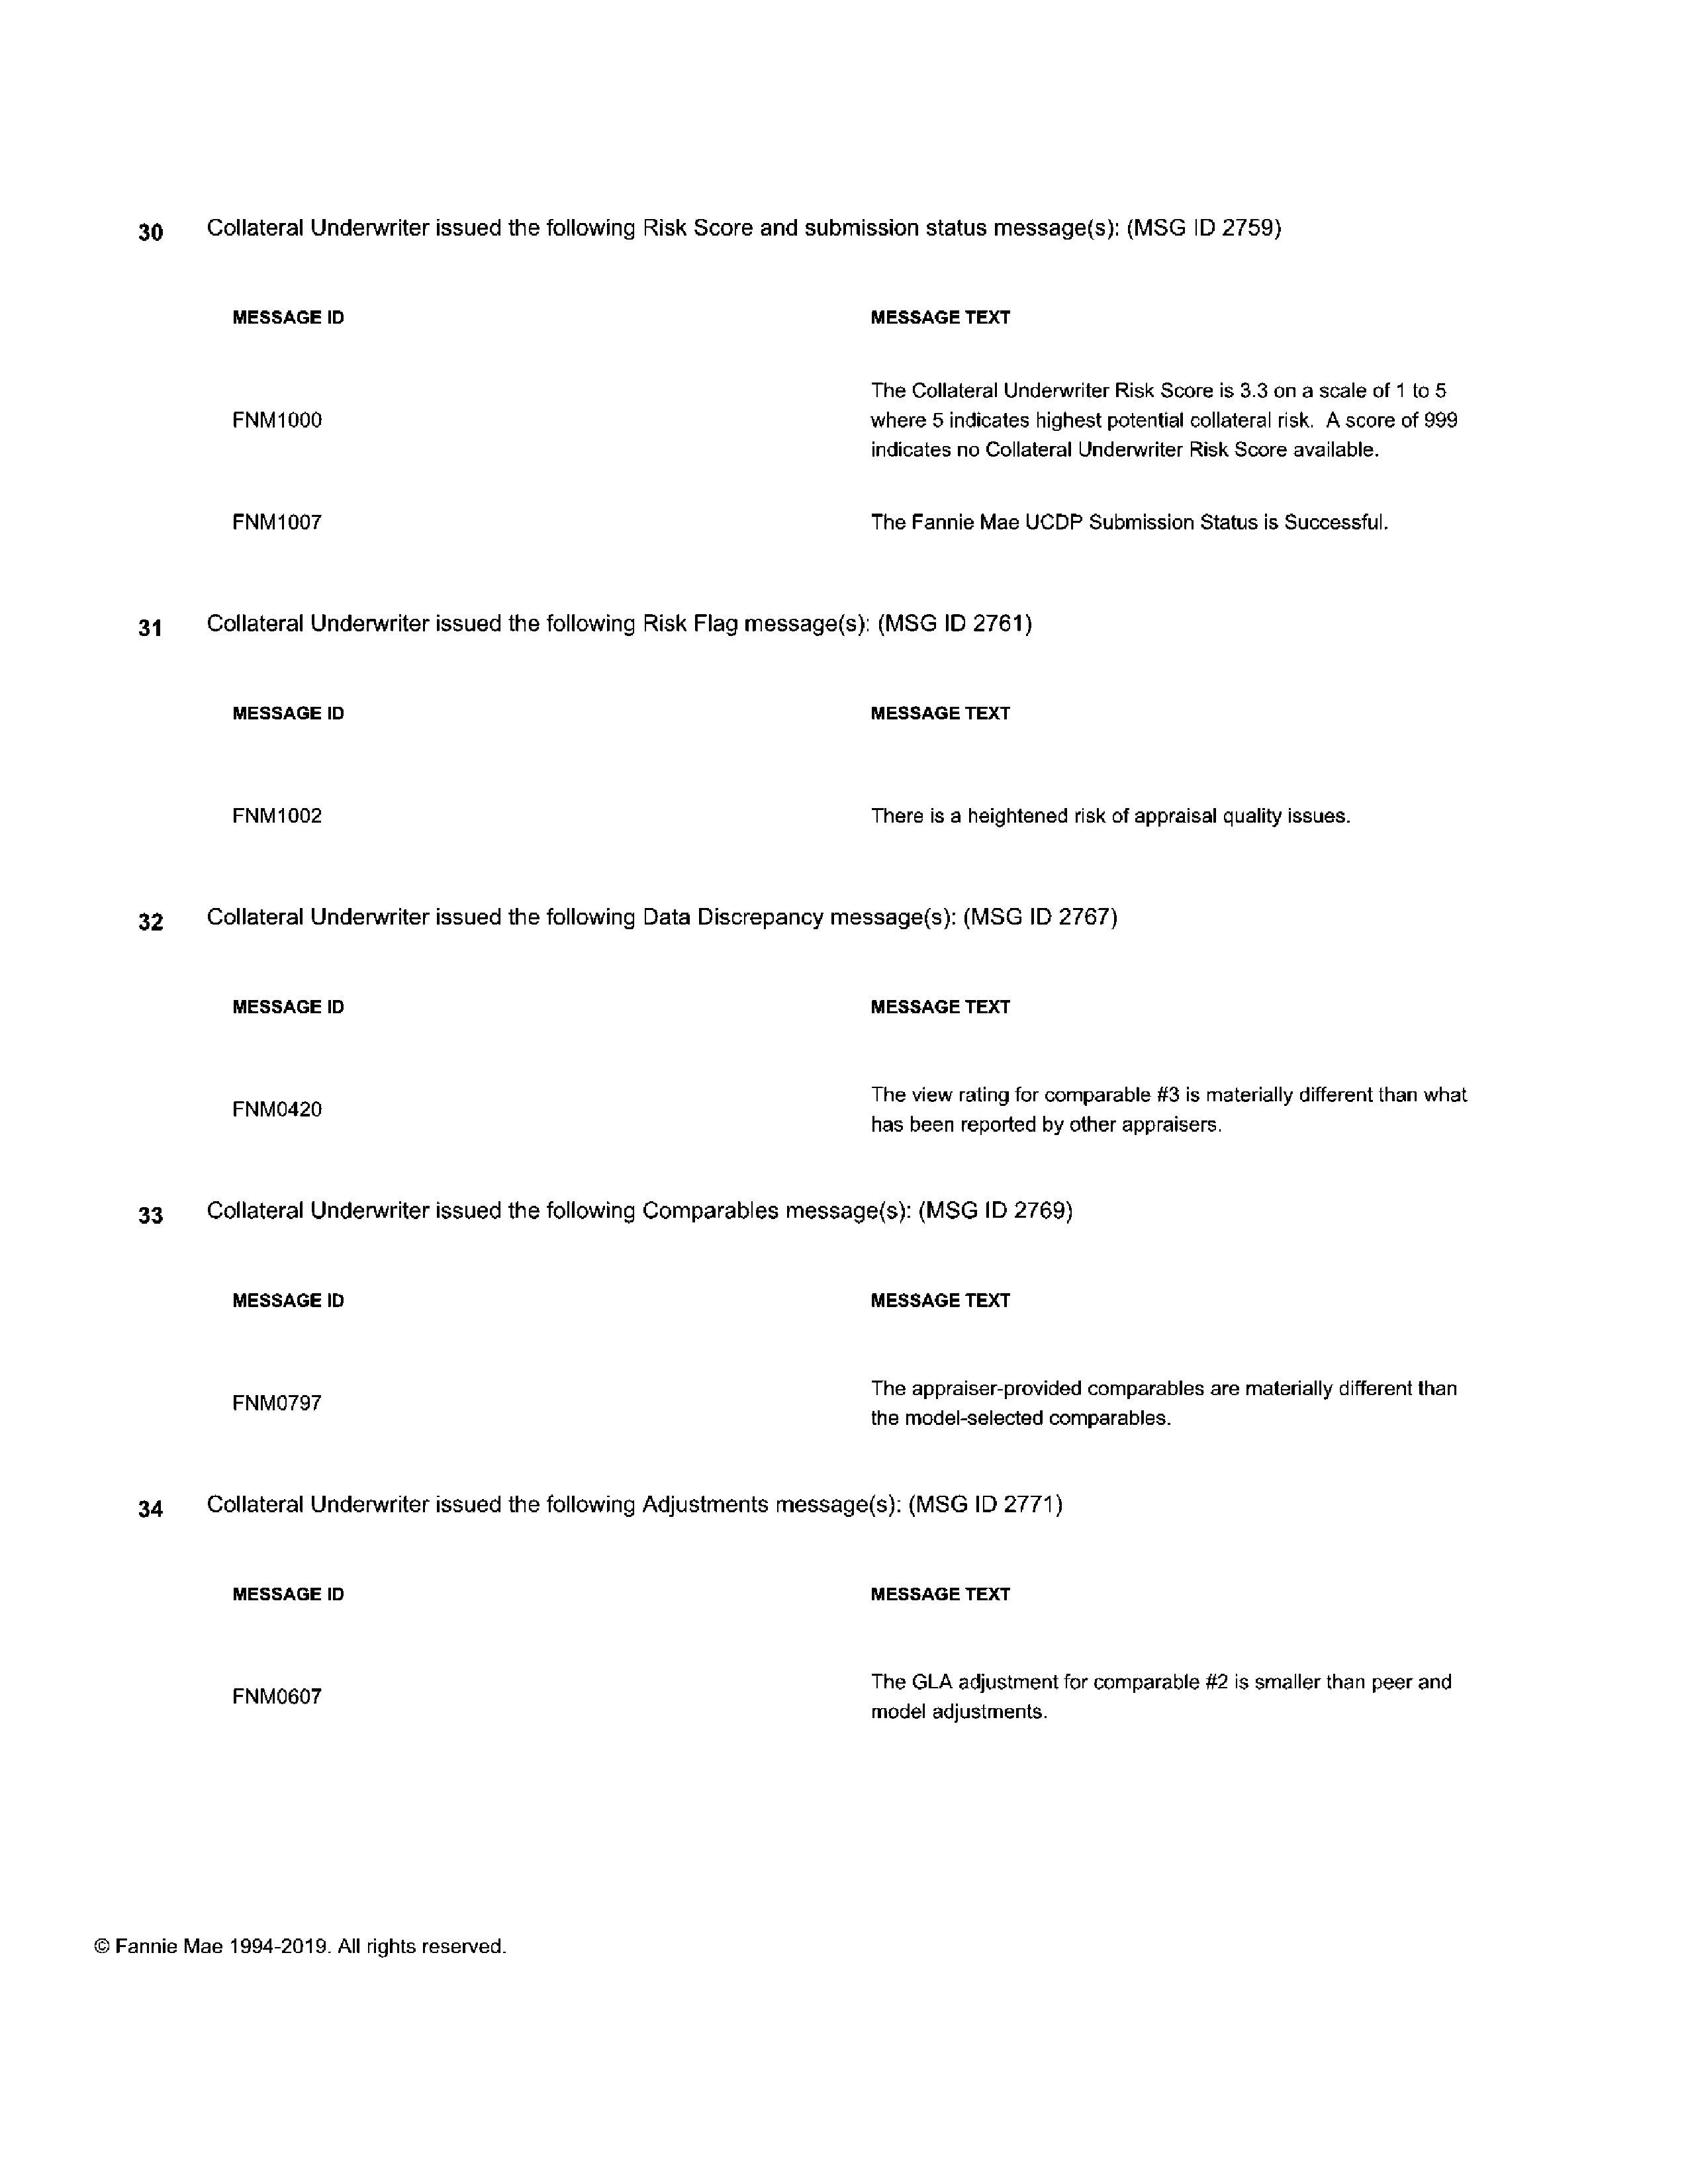 30 Collateral Underwriter issued the following Risk Score and submission status message(s): (MSG ID 2759)
MESSAGE ID MESSAGE TEXT
FNM1000
The Collateral Underwriter Risk Score is 3.3 on a scale of 1 to 5
where 5 indicates highest potential collateral risk.  A score of 999
indicates no Collateral Underwriter Risk Score available.
FNM1007 The Fannie Mae UCDP Submission Status is Successful.
31 Collateral Underwriter issued the following Risk Flag message(s): (MSG ID 2761)
MESSAGE ID MESSAGE TEXT
FNM1002 There is a heightened risk of appraisal quality issues.
32 Collateral Underwriter issued the following Data Discrepancy message(s): (MSG ID 2767)
MESSAGE ID MESSAGE TEXT
FNM0420
The view rating for comparable #3 is materially different than what
has been reported by other appraisers.
33 Collateral Underwriter issued the following Comparables message(s): (MSG ID 2769)
MESSAGE ID MESSAGE TEXT
FNM0797
The appraiser-provided comparables are materially different than
the model-selected comparables.
34 Collateral Underwriter issued the following Adjustments message(s): (MSG ID 2771)
MESSAGE ID MESSAGE TEXT
FNM0607
The GLA adjustment for comparable #2 is smaller than peer and
model adjustments.
© Fannie Mae 1994-2019. All rights reserved.